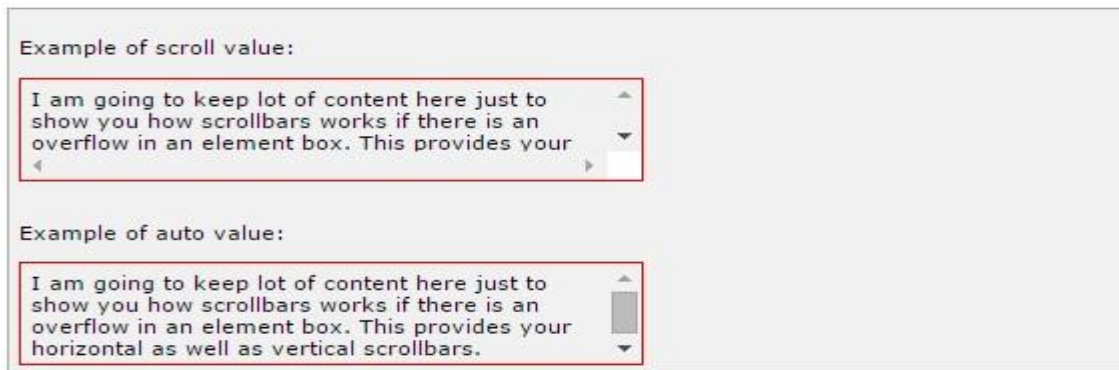 Example of scroll value:
I am going to keep lot of content here just to
show you how scrollbars works if there is an
overflow in an element box. This provides your
Example of auto value:
I am going to keep lot of content here just to
show you how scrollbars works if there is an
overflow in an element box. This provides your
horizontal as well as vertical scrollbars.